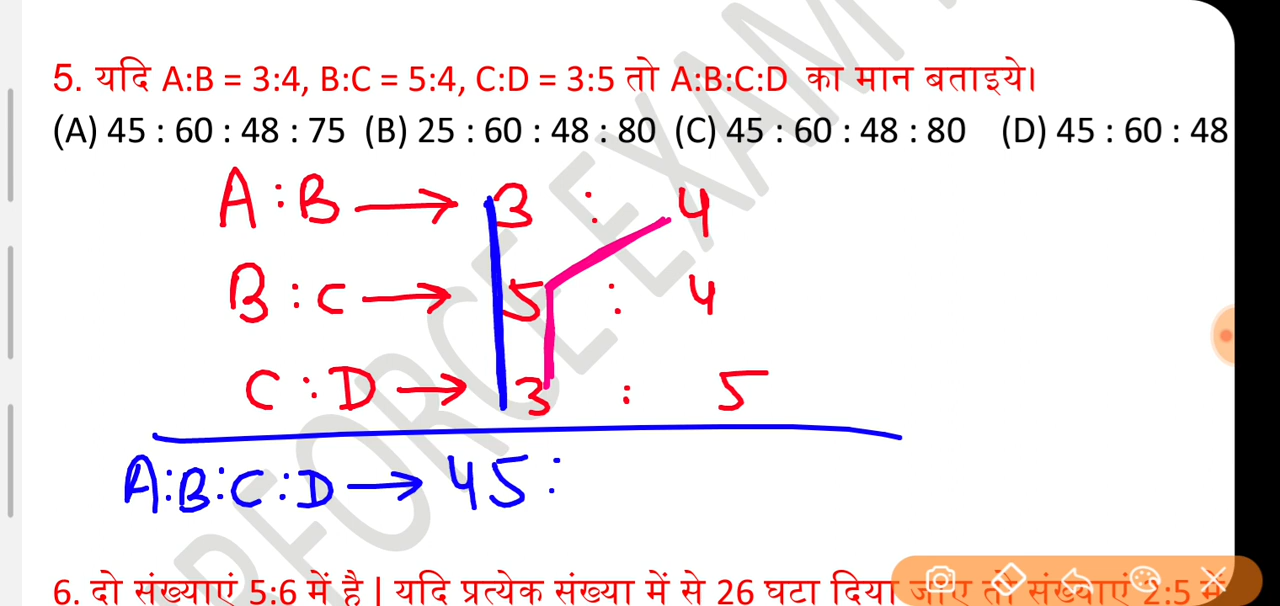 5. यदि A:B = 3:4, B:C = 5:4, C:D = 3:5 तो A:B:C:D का मान बताइये।
(A) 45 : 60 : 48 : 75 (B) 25 : 60 : 48 : 80 (C) 45 : 60 : 48 : 80 (D) 45 : 60 : 48
A:B → 3 : 4
B:C → 5 : 4
C:D → 3 : 5
A:B:C:D → 45 :
6. दो संख्याएं 5:6 में है | यदि प्रत्येक संख्या में से 26 घटा दिया जाए तो संख्याएं 2:5 में